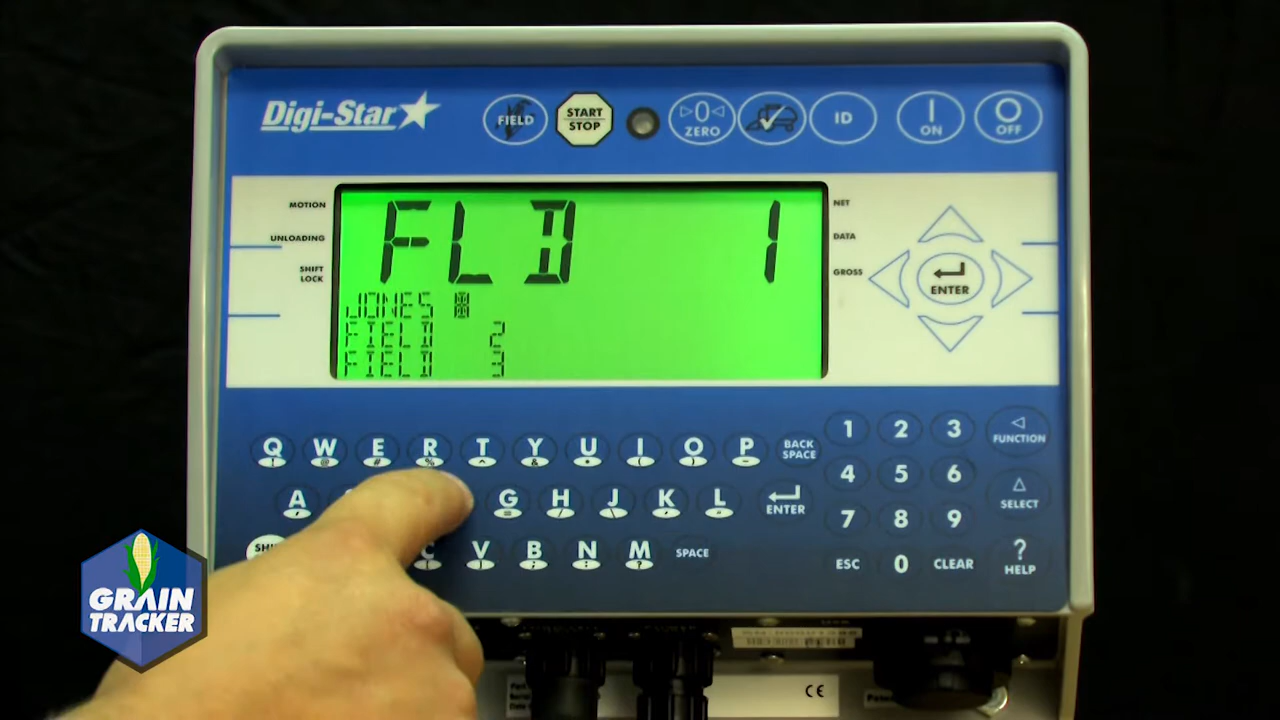 Digi-Star
FIELD
START
STOP
0
ZERO
ID
ON
O
OFF
MOTION
UNLOADING
SHIFT
LOCK
FLD 1
JONES
FIELD 2
FIELD 3
NET
DATA
GROSS
ENTER
Q W E R T Y U I O P BACK SPACE
! @ # % ^ & * ( ) -
A G H J K L ENTER
C V B N M SPACE
1 2 3
4 5 6
7 8 9
ESC 0 CLEAR
FUNCTION
SELECT
?
HELP
GRAIN
TRACKER
CE